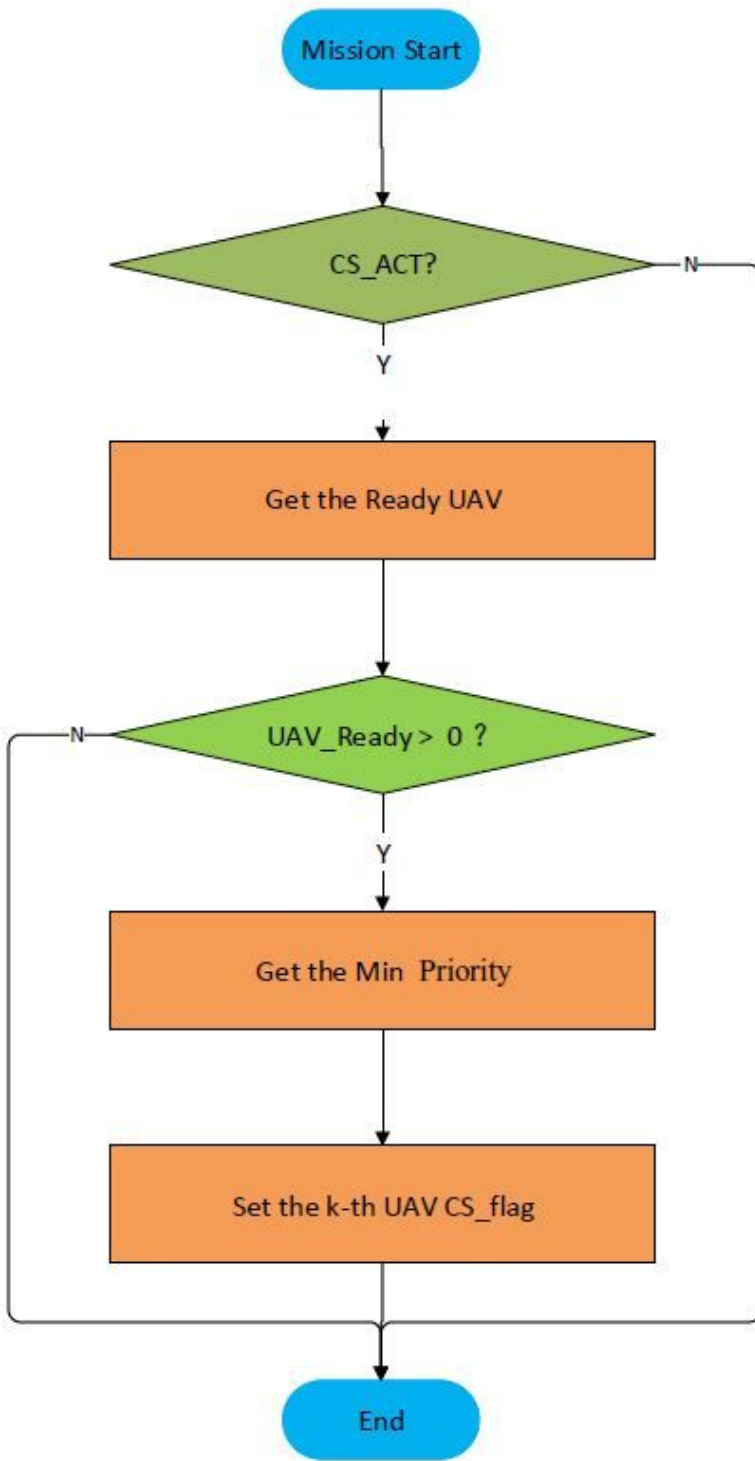 Mission Start
CS_ACT?
N
Y
Get the Ready UAV
N
UAV_Ready > 0 ?
Y
Get the Min Priority
Set the k-th UAV CS_flag
End